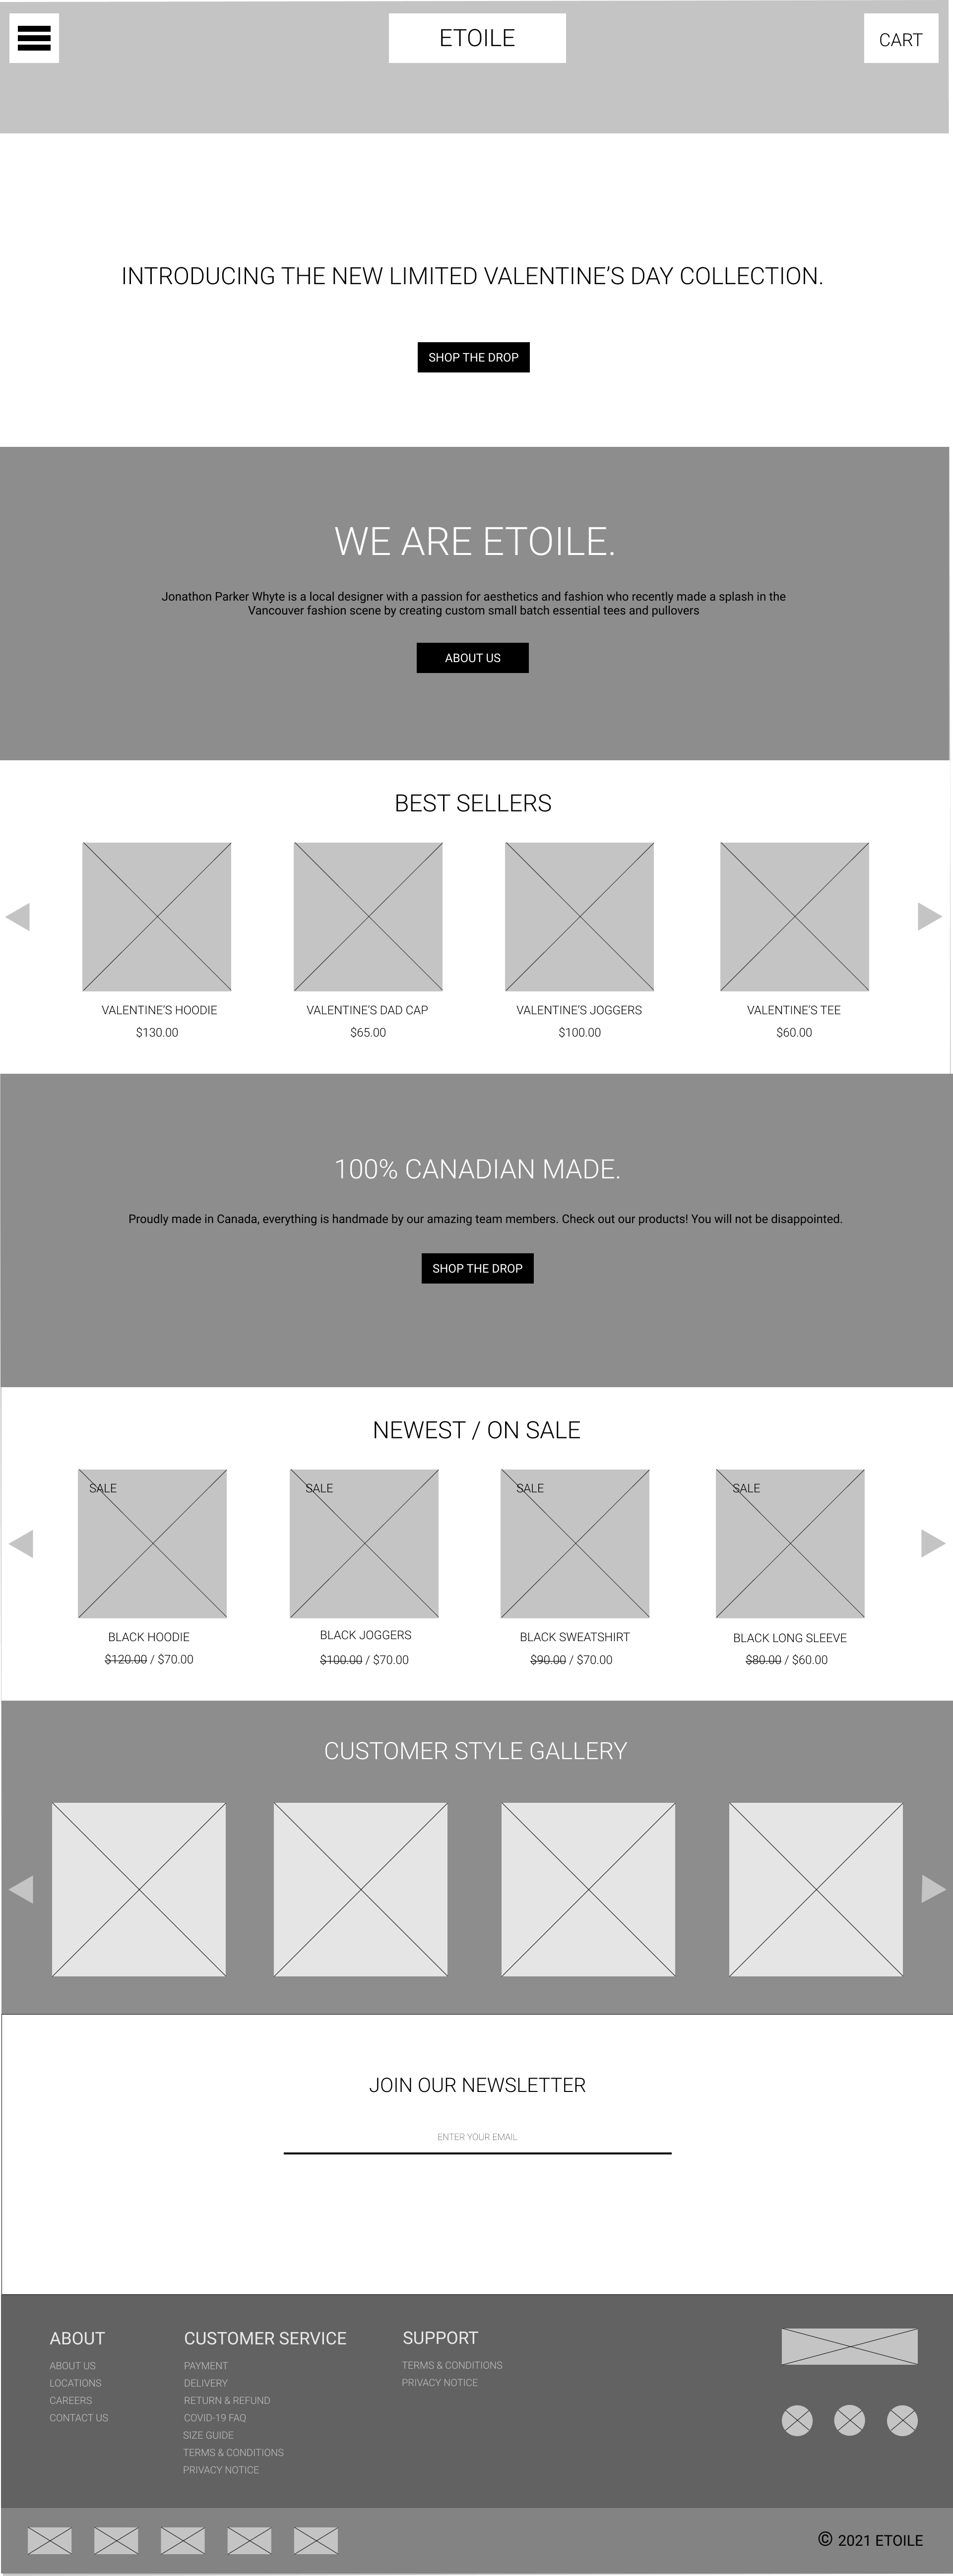 ETOILE
CART
INTRODUCING THE NEW LIMITED VALENTINE’S DAY COLLECTION.
SHOP THE DROP
WE ARE ETOILE.
Jonathon Parker Whyte is a local designer with a passion for aesthetics and fashion who recently made a splash in the
Vancouver fashion scene by creating custom small batch essential tees and pullovers
ABOUT US
BEST SELLERS
VALENTINE’S HOODIE
$130.00
VALENTINE’S DAD CAP
$65.00
VALENTINE’S JOGGERS
$100.00
VALENTINE’S TEE
$60.00
100% CANADIAN MADE.
Proudly made in Canada, everything is handmade by our amazing team members. Check out our products! You will not be disappointed.
SHOP THE DROP
NEWEST / ON SALE
SALE
BLACK HOODIE
$120.00 / $70.00
SALE
BLACK JOGGERS
$100.00 / $70.00
SALE
BLACK SWEATSHIRT
$90.00 / $70.00
SALE
BLACK LONG SLEEVE
$80.00 / $60.00
CUSTOMER STYLE GALLERY
JOIN OUR NEWSLETTER
ENTER YOUR EMAIL
ABOUT
ABOUT US
LOCATIONS
CAREERS
CONTACT US
CUSTOMER SERVICE
PAYMENT
DELIVERY
RETURN & REFUND
COVID-19 FAQ
SIZE GUIDE
TERMS & CONDITIONS
PRIVACY NOTICE
SUPPORT
TERMS & CONDITIONS
PRIVACY NOTICE
© 2021 ETOILE